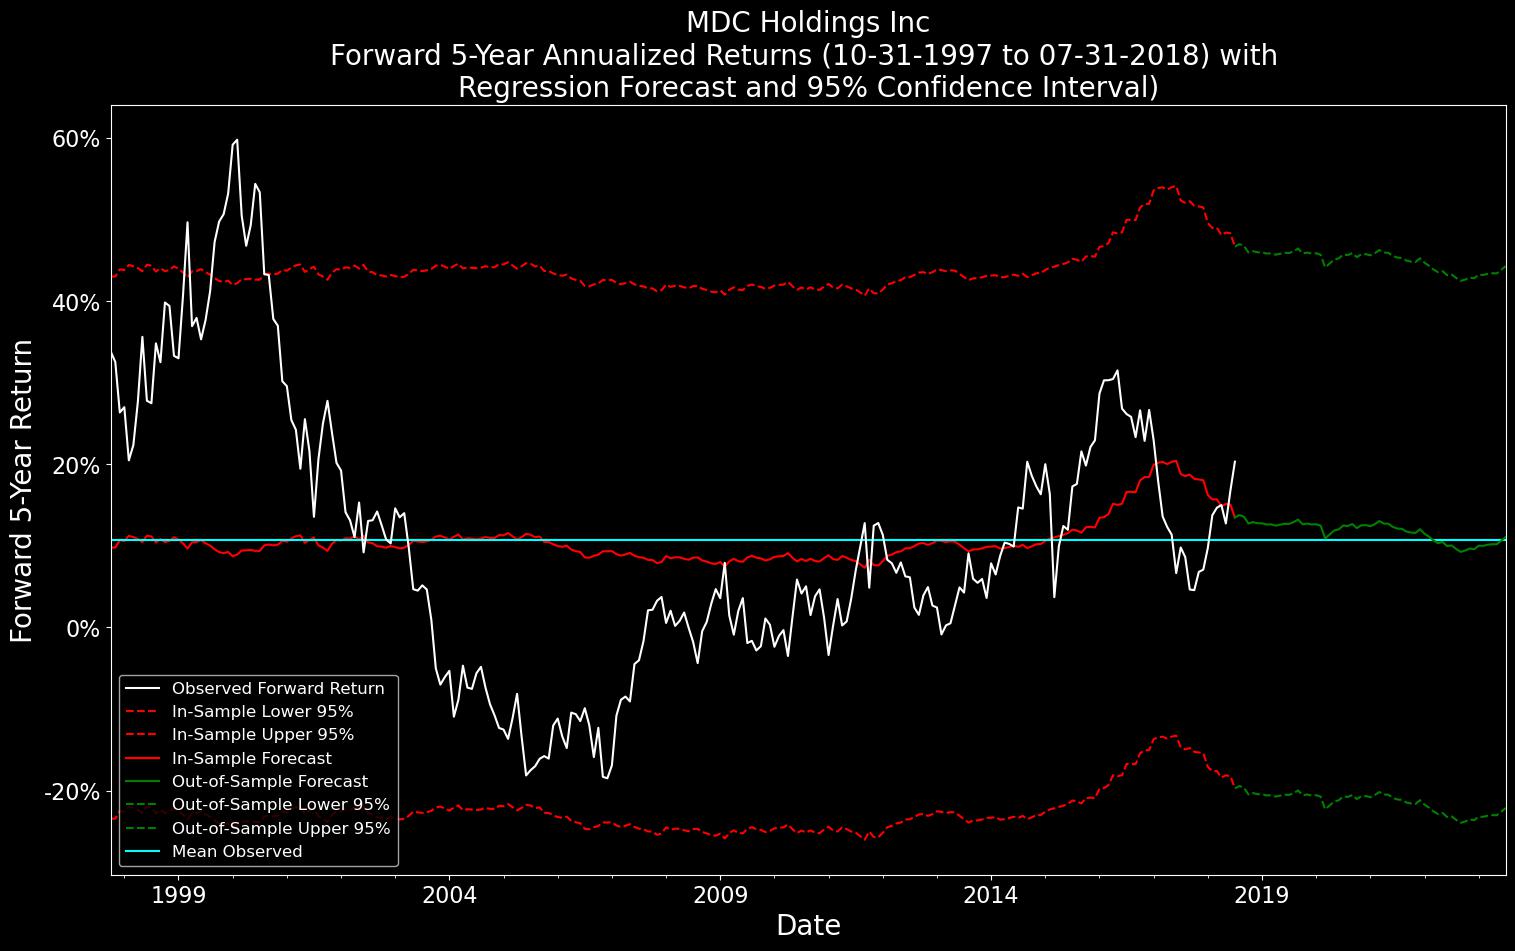 MDC Holdings Inc
Forward 5-Year Annualized Returns (10-31-1997 to 07-31-2018) with
Regression Forecast and 95% Confidence Interval)
Forward 5-Year Return
60%
40%
20%
0%
-20%
Observed Forward Return
In-Sample Lower 95%
In-Sample Upper 95%
In-Sample Forecast
Out-of-Sample Forecast
Out-of-Sample Lower 95%
Out-of-Sample Upper 95%
Mean Observed
1999 2004 2009 2014 2019
Date